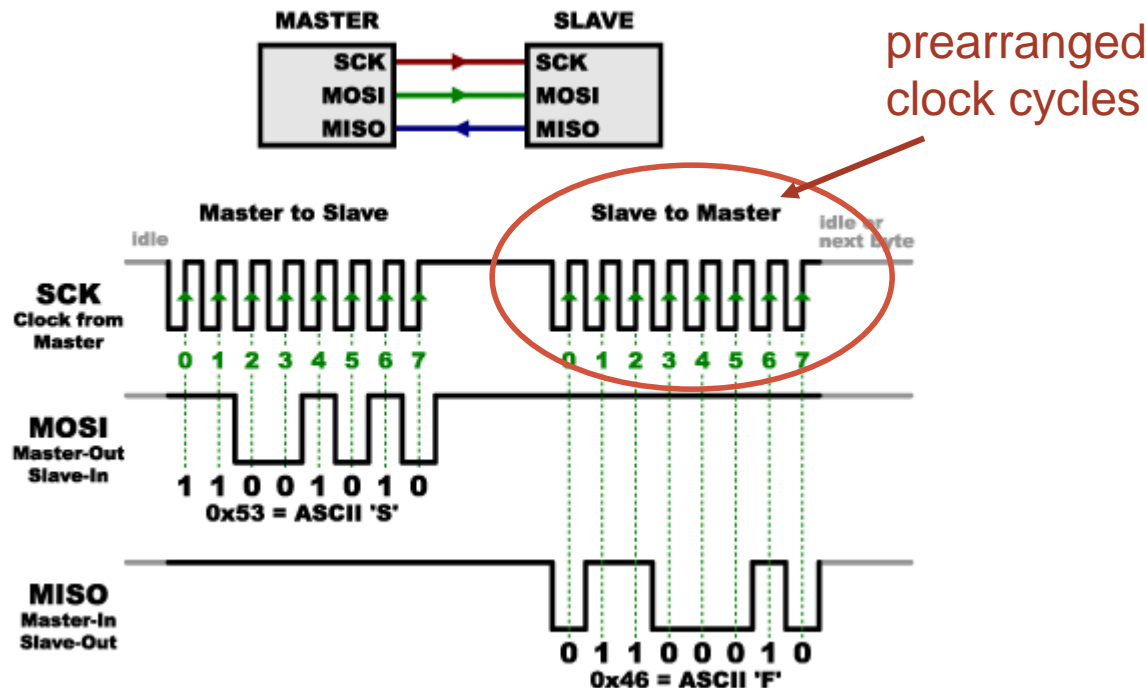 MASTER
SLAVE
prearranged
clock cycles
SCK
SCK
MOSI
MOSI
MISO
MISO
Master to Slave
Slave to Master
idle
idle or
next byte
SCK
Clock from
Master
0 1 2 3 4 5 6 7
0 1 2 3 4 5 6 7
MOSI
Master-Out
Slave-In
1 1 0 0 1 0 1 0
0x53 = ASCII 'S'
MISO
Master-In
Slave-Out
0 1 1 0 0 0 1 0
0x46 = ASCII 'F'